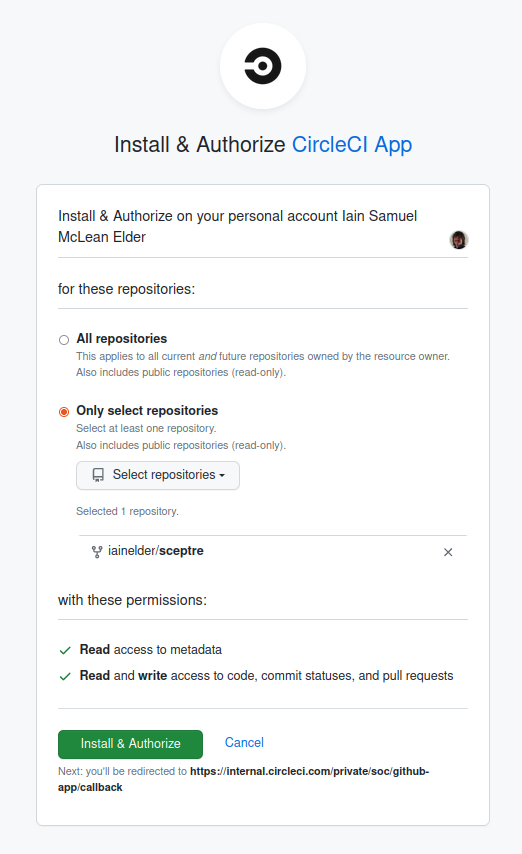 Install & Authorize CircleCI App
Install & Authorize on your personal account Iain Samuel
McLean Elder
for these repositories:
All repositories
This applies to all current and future repositories owned by the resource owner.
Also includes public repositories (read-only).
Only select repositories
Select at least one repository.
Also includes public repositories (read-only).
Select repositories
Selected 1 repository.
iainelder/sceptre
with these permissions:
Read access to metadata
Read and write access to code, commit statuses, and pull requests
Install & Authorize Cancel
Next: you'll be redirected to https://internal.circleci.com/private/soc/github-
app/callback